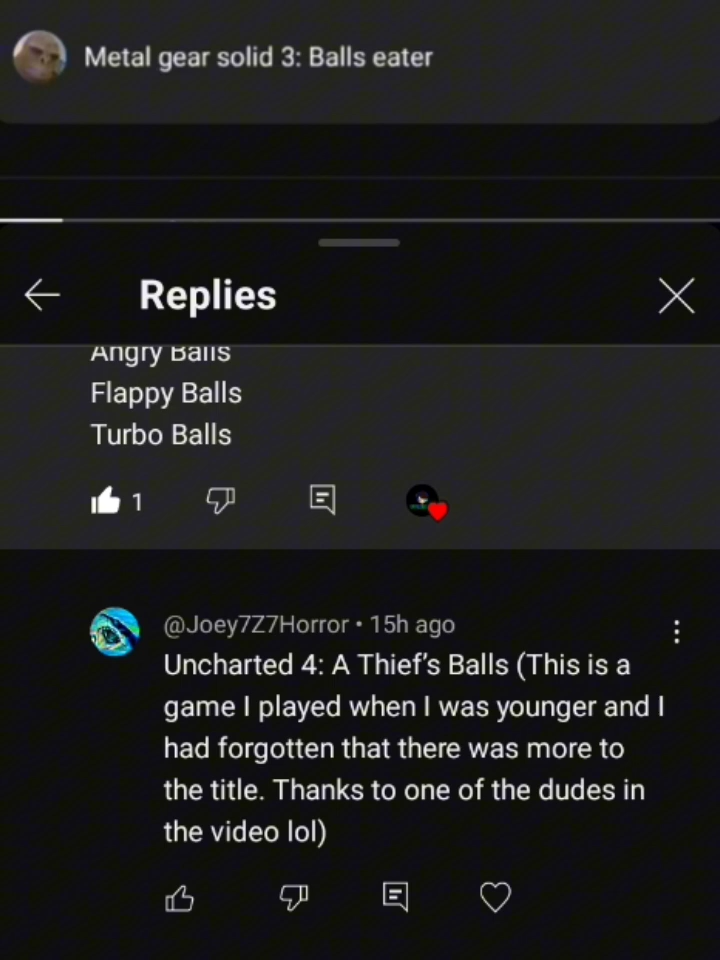 Metal gear solid 3: Balls eater
Replies
Angry Balls
Flappy Balls
Turbo Balls
1
@Joey7Z7Horror • 15h ago
Uncharted 4: A Thief’s Balls (This is a
game I played when I was younger and I
had forgotten that there was more to
the title. Thanks to one of the dudes in
the video lol)